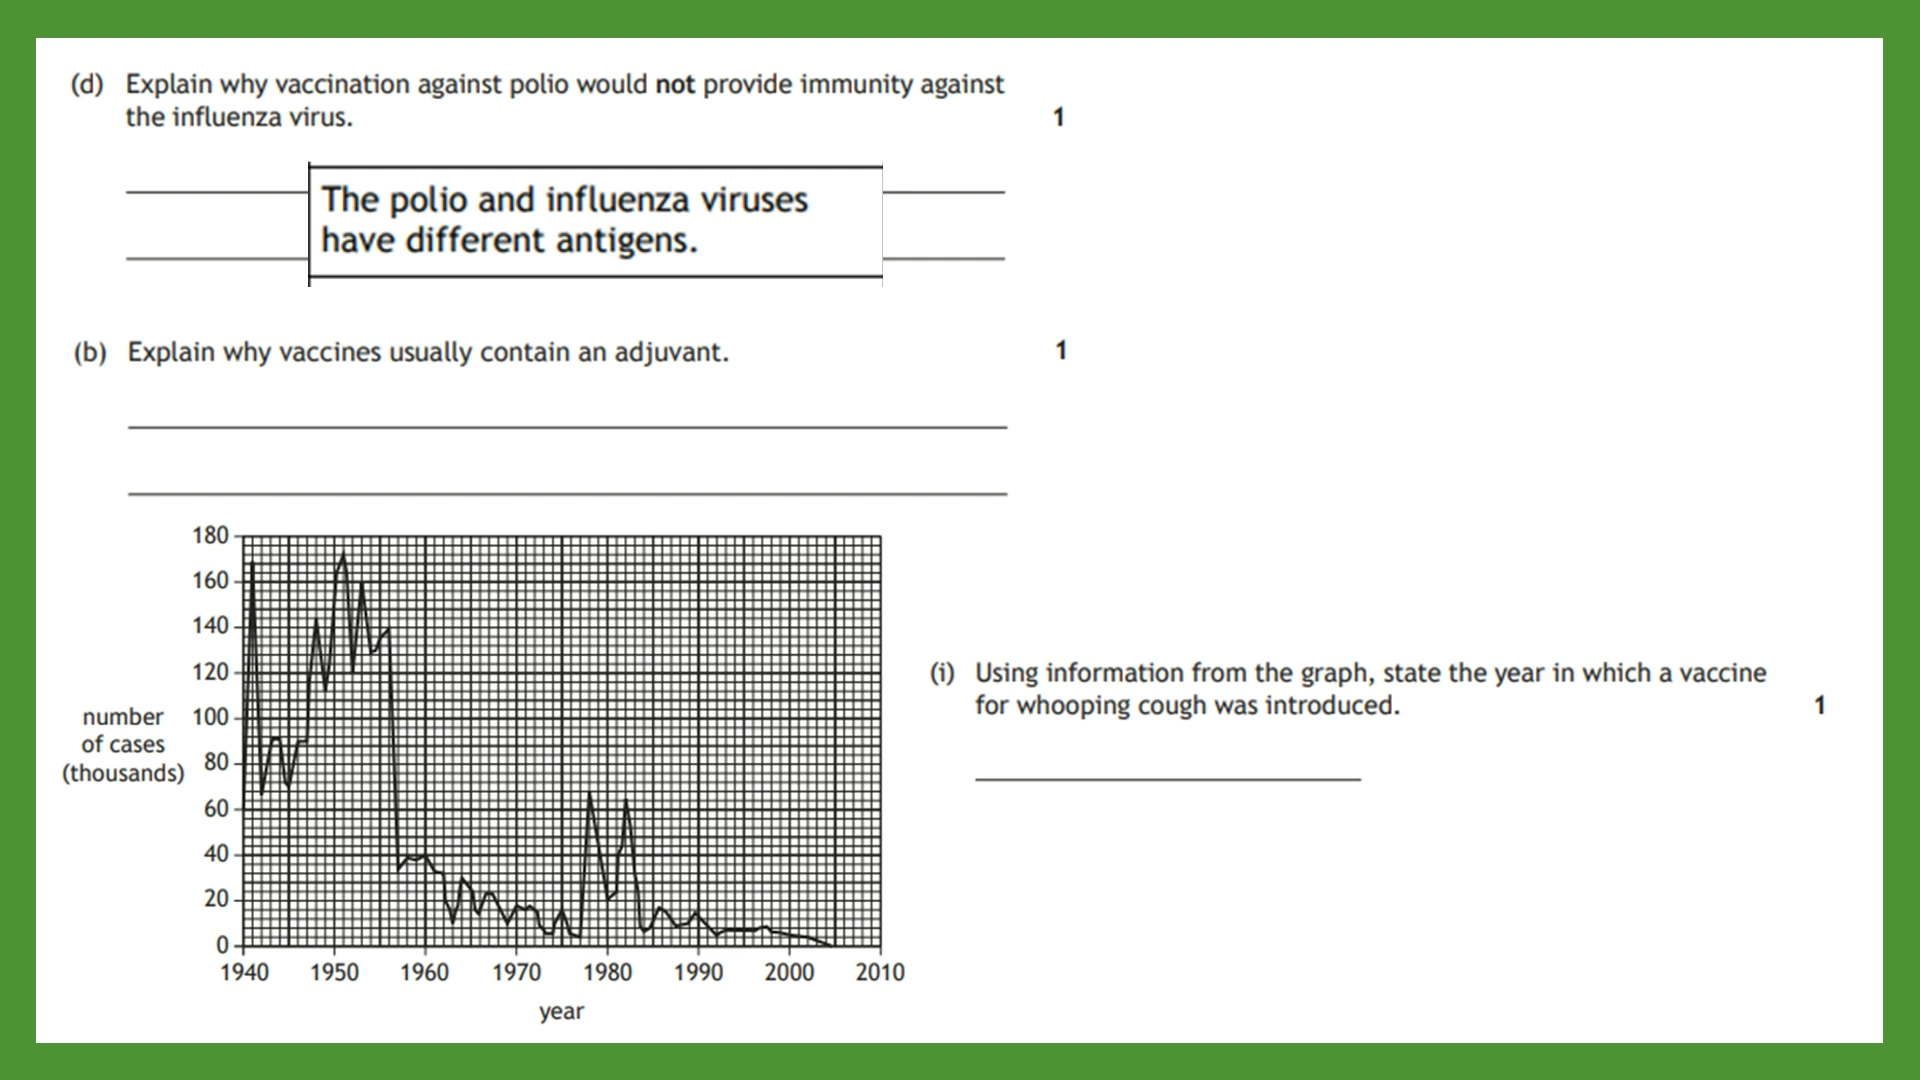 (d) Explain why vaccination against polio would not provide immunity against
the influenza virus. 1
The polio and influenza viruses
have different antigens.
(b) Explain why vaccines usually contain an adjuvant. 1
180
160
140
120
100
80
60
40
20
0
number
of cases
(thousands)
1940 1950 1960 1970 1980 1990 2000 2010
year
(i) Using information from the graph, state the year in which a vaccine
for whooping cough was introduced. 1